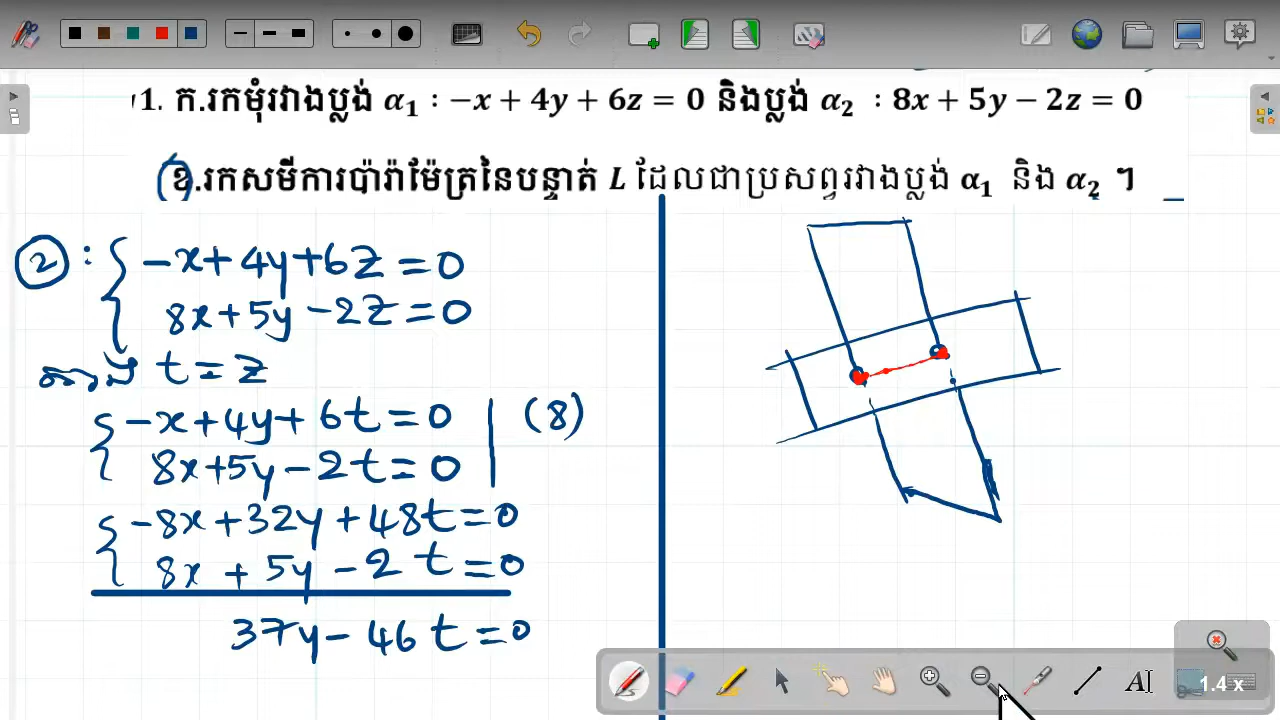 1. ក.រកមុំរវាងប្លង់ α₁ : −x + 4y + 6z = 0 និងប្លង់ α₂ : 8x + 5y − 2z = 0
ខ.រកសមីការប៉ារ៉ាម៉ែត្រនៃបន្ទាត់ L ដែលជាប្រសព្វរវាងប្លង់ α₁ និង α₂ ។
2 : { -x+4y+6z=0
8x+5y-2z=0
តាង t=z
{ -x+4y+6t=0 | (8)
8x+5y-2t=0
{ -8x+32y+48t=0
8x+5y-2t=0
37y-46t=0
A
1.4 x